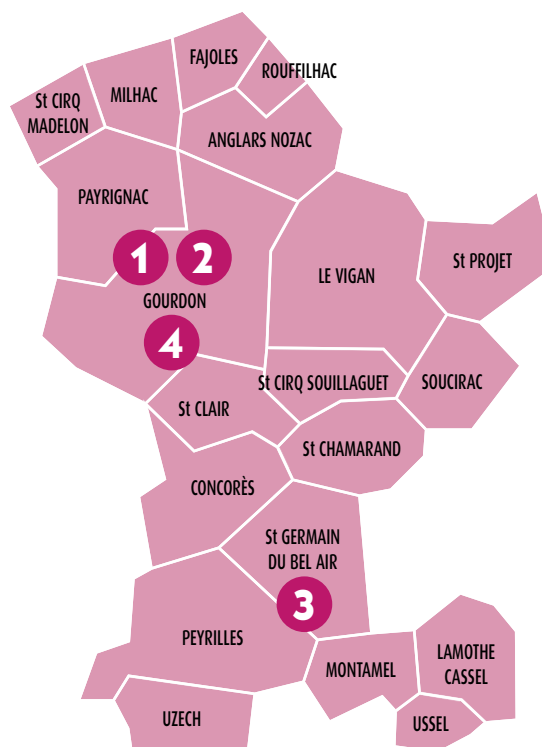 FAJOLES
ROUFFILHAC
MILHAC
St CIRQ
MADELON
ANGLARS NOZAC
PAYRIGNAC
1
2
St PROJET
LE VIGAN
GOURDON
4
St CIRQ SOUILLAGUET
SOUCIRAC
St CLAIR
St CHAMARAND
CONCORÈS
St GERMAIN
DU BEL AIR
3
PEYRILLES
LAMOTHE
CASSEL
MONTAMEL
UZECH
USSEL